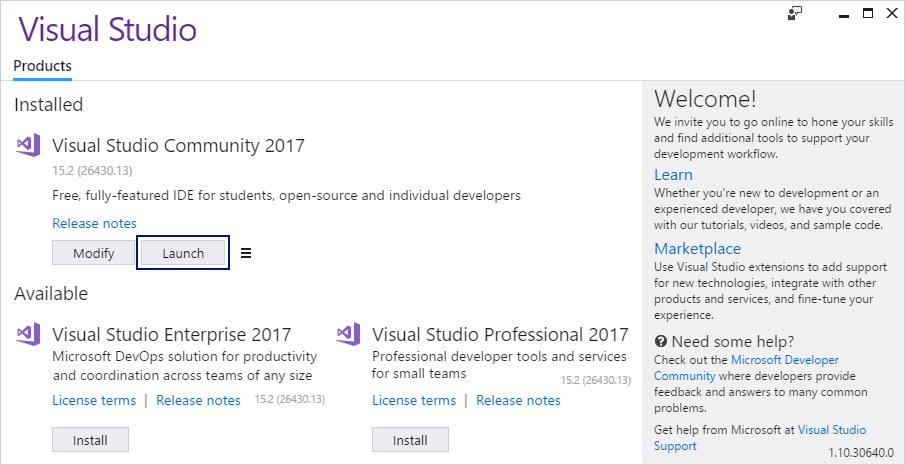 Visual Studio
Products
Installed
Visual Studio Community 2017
15.2 (26430.13)
Free, fully-featured IDE for students, open-source and individual developers
Release notes
Modify
Launch
Available
Visual Studio Enterprise 2017
Microsoft DevOps solution for productivity
and coordination across teams of any size
License terms | Release notes 15.2 (26430.13)
Install
Visual Studio Professional 2017
Professional developer tools and services
for small teams
15.2 (26430.13)
License terms | Release notes
Install
Welcome!
We invite you to go online to hone your skills
and find additional tools to support your
development workflow.
Learn
Whether you're new to development or an
experienced developer, we have you covered
with our tutorials, videos, and sample code.
Marketplace
Use Visual Studio extensions to add support
for new technologies, integrate with other
products and services, and fine-tune your
experience.
Need some help?
Check out the Microsoft Developer
Community where developers provide
feedback and answers to many common
problems.
Get help from Microsoft at Visual Studio
Support
1.10.30640.0